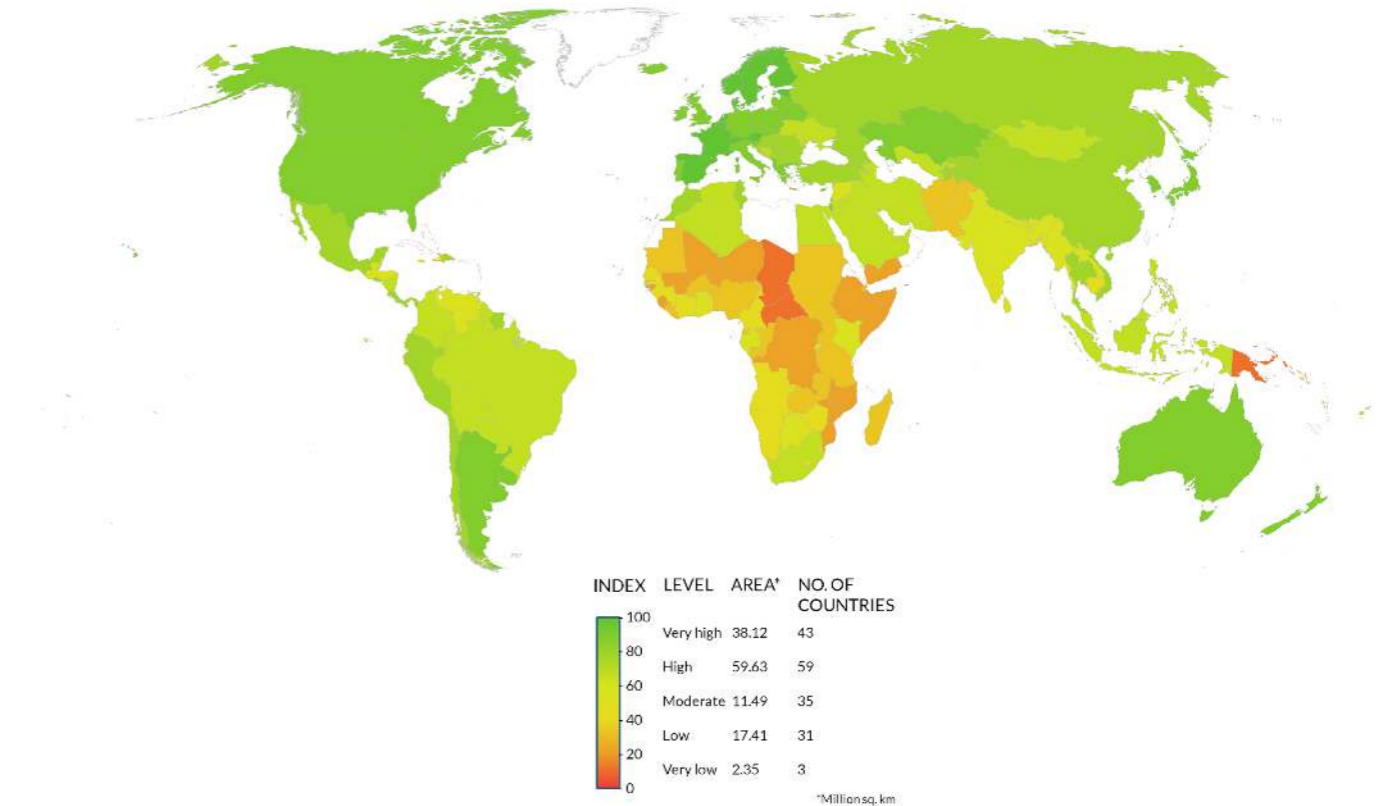 INDEX LEVEL AREA⁺ NO. OF
COUNTRIES
100
Very high 38.12 43
80
High 59.63 59
60
Moderate 11.49 35
40
Low 17.41 31
20
Very low 2.35 3
0
⁺Million sq. km